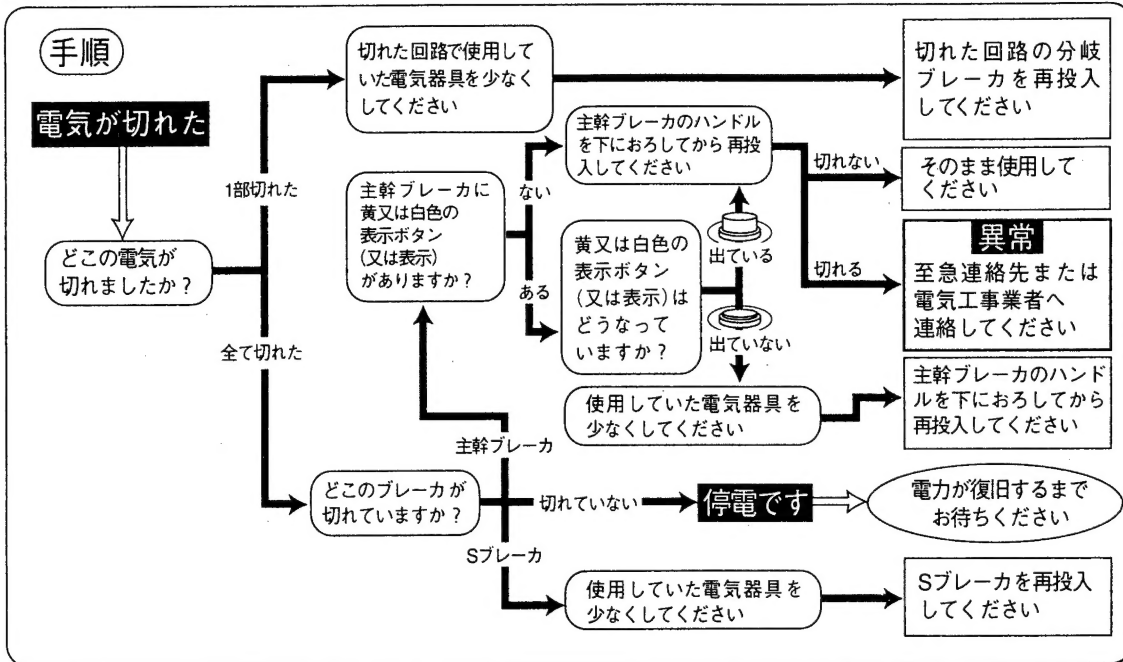 手順
電気が切れた
どこの電気が
切れましたか？
1部切れた
全て切れた
切れた回路で使用して
いた電気器具を少なく
してください
切れた回路の分岐
ブレーカを再投入
してください
主幹ブレーカに
黄又は白色の
表示ボタン
(又は表示)
がありますか？
ない
ある
主幹ブレーカのハンドル
を下におろしてから再投
入してください
切れない
そのまま使用して
ください
切れる
異常
至急連絡先または
電気工事業者へ
連絡してください
黄又は白色の
表示ボタン
(又は表示)は
どうなって
いますか？
出ている
出ていない
使用していた電気器具を
少なくしてください
主幹ブレーカのハンド
ルを下におろしてから
再投入してください
どこのブレーカが
切れていますか？
主幹ブレーカ
切れていない
停電です
電力が復旧するまで
お待ちください
Sブレーカ
使用していた電気器具を
少なくしてください
Sブレーカを再投入
してください